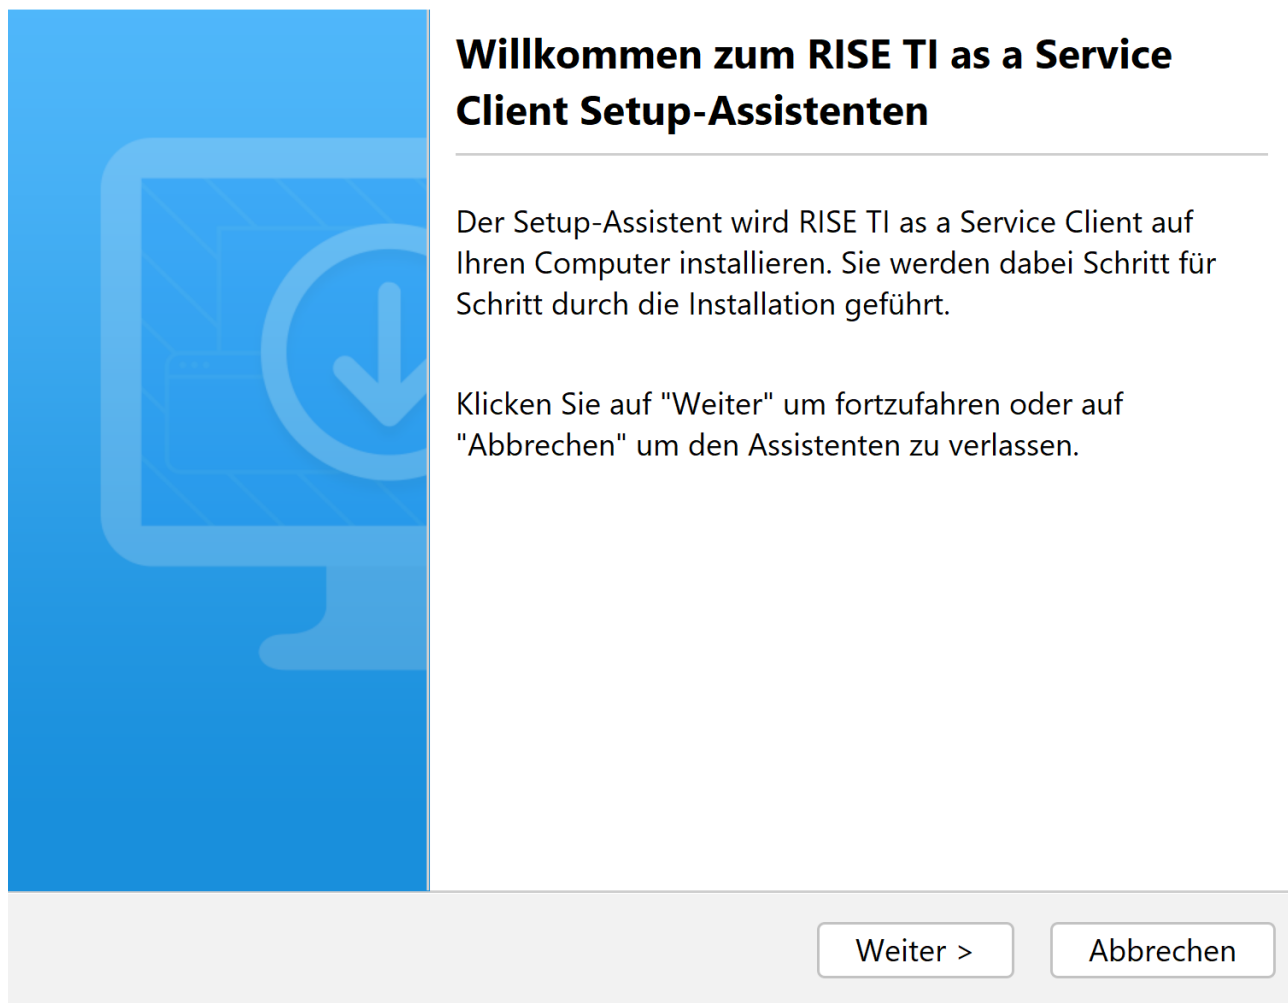 Willkommen zum RISE TI as a Service
Client Setup-Assistenten
Der Setup-Assistent wird RISE TI as a Service Client auf
Ihren Computer installieren. Sie werden dabei Schritt für
Schritt durch die Installation geführt.
Klicken Sie auf "Weiter" um fortzufahren oder auf
"Abbrechen" um den Assistenten zu verlassen.
Weiter >
Abbrechen